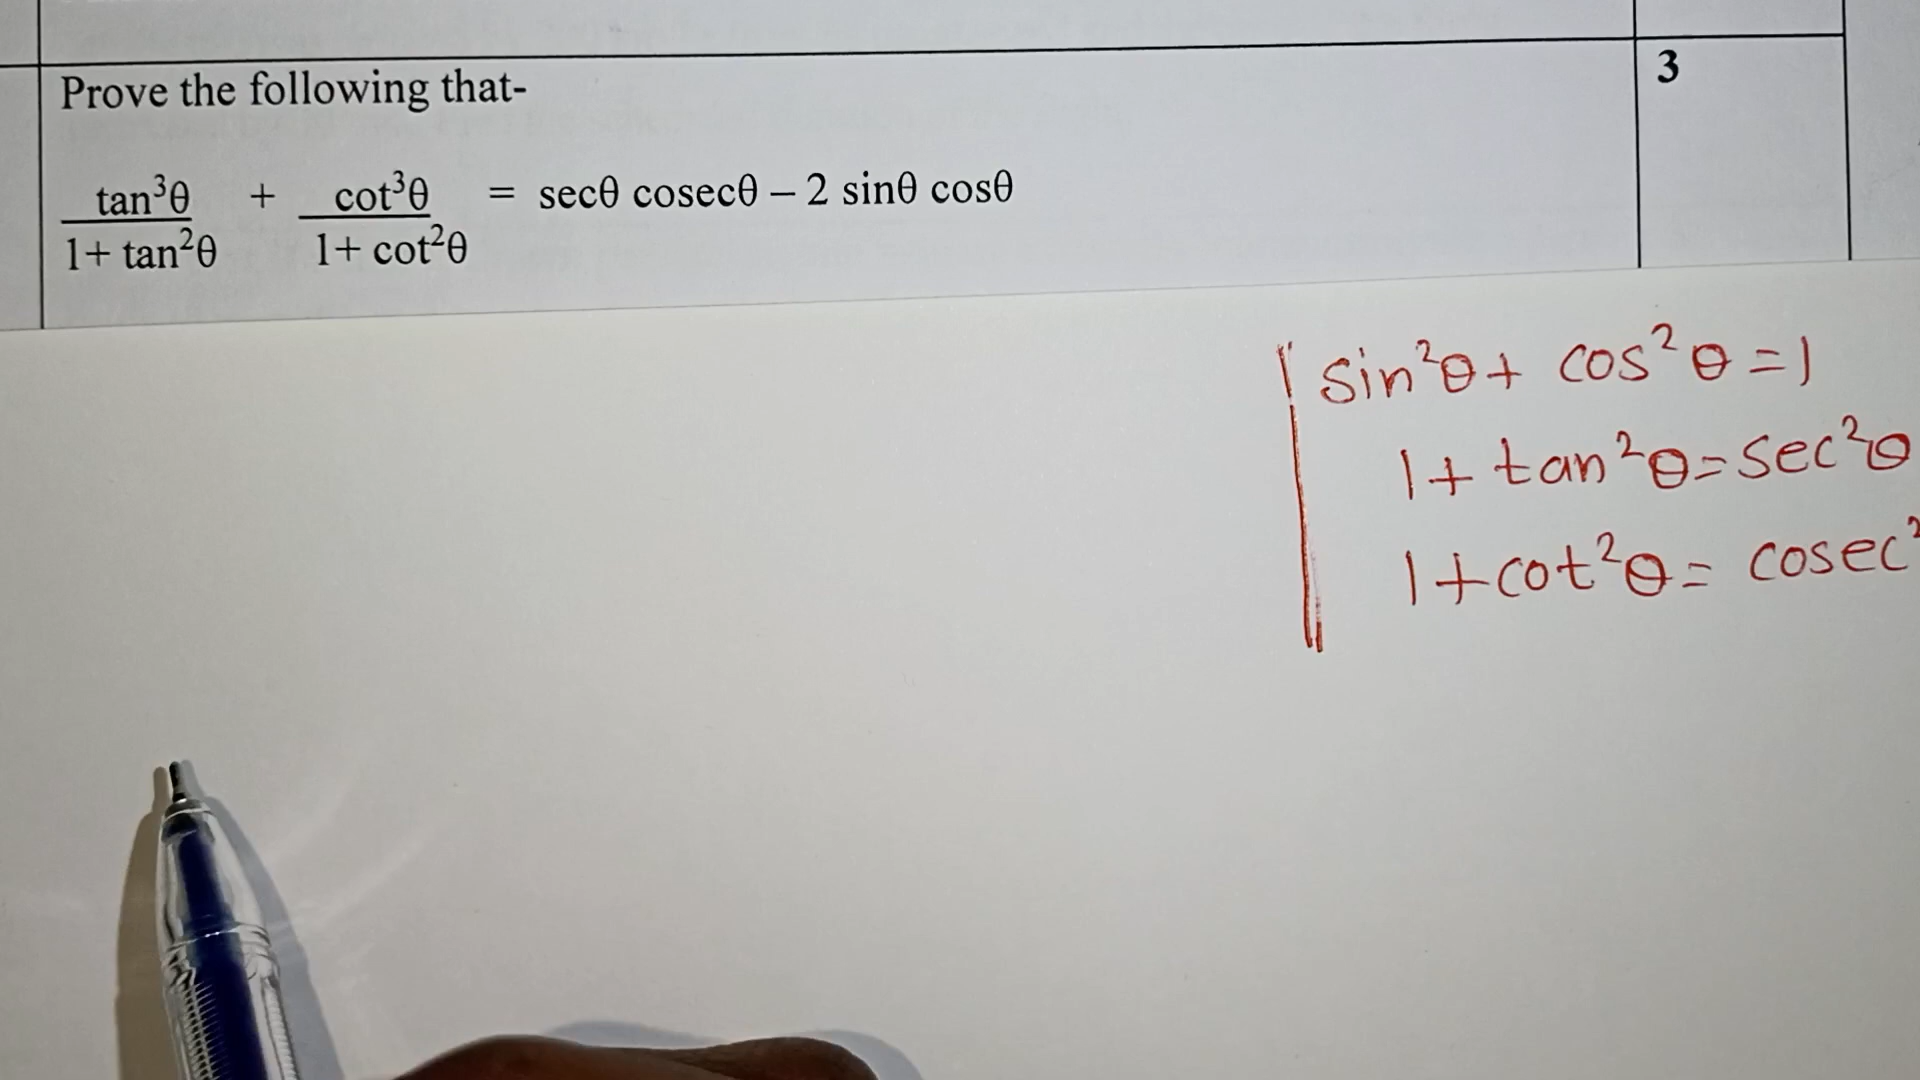 Prove the following that-
3
tan³θ + cot³θ = secθ cosecθ – 2 sinθ cosθ
1+ tan²θ 1+ cot²θ
sin²θ + cos²θ = 1
1 + tan²θ = sec²θ
1 + cot²θ = cosec²